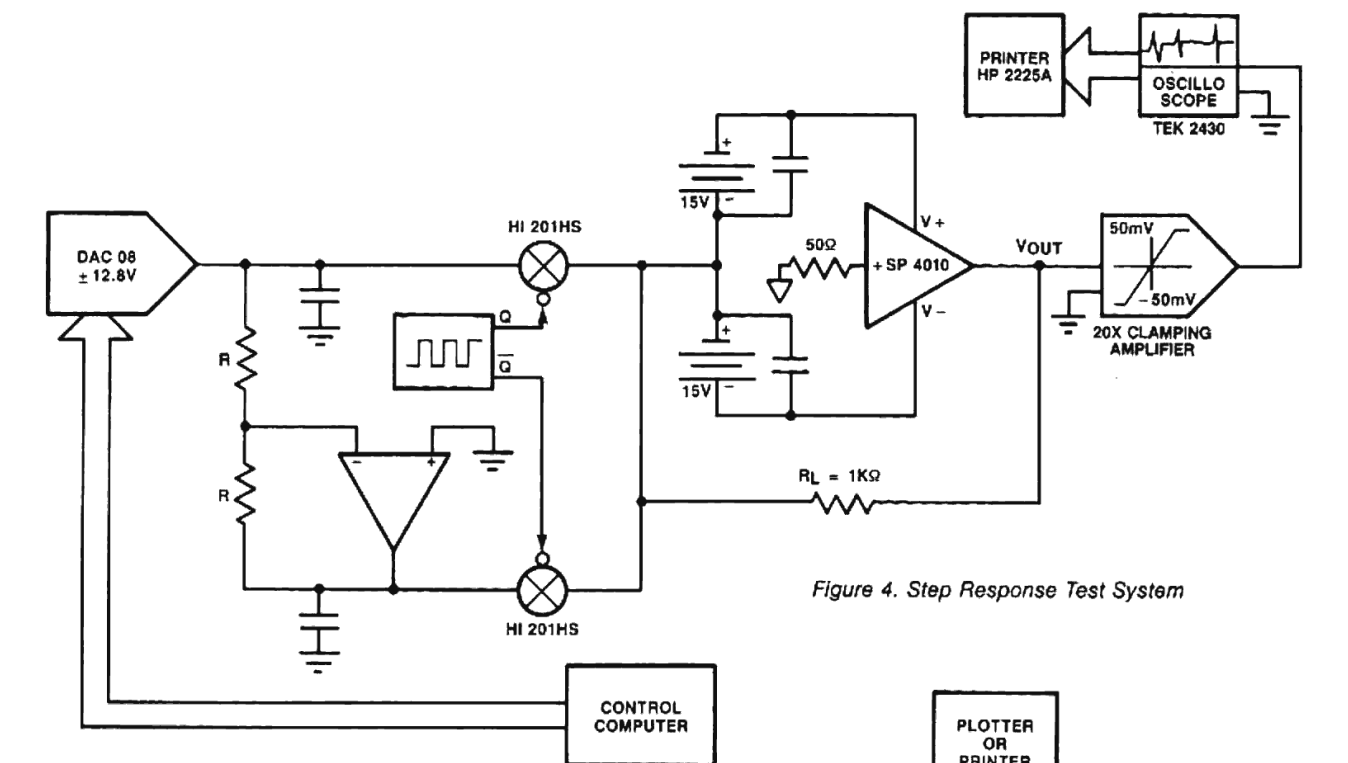 PRINTER
HP 2225A
OSCILLO
SCOPE
TEK 2430
+
15V
-
HI 201HS
DAC 08
± 12.8V
50Ω
V +
+ SP 4010
V -
VOUT
50mV
- 50mV
20X CLAMPING
AMPLIFIER
Q
Q̅
+
15V
-
R
R
-
+
RL = 1KΩ
HI 201HS
Figure 4. Step Response Test System
CONTROL
COMPUTER
PLOTTER
OR
PRINTER